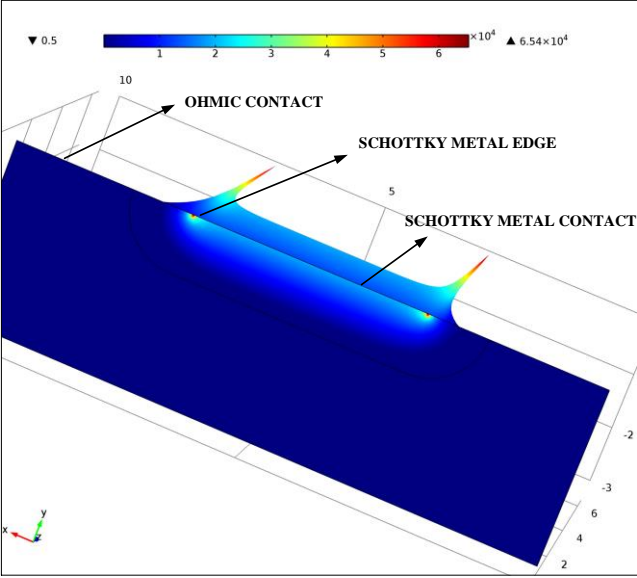 ▼ 0.5
×10⁴
▲ 6.54×10⁴
1 2 3 4 5 6
10
OHMIC CONTACT
SCHOTTKY METAL EDGE
5
SCHOTTKY METAL CONTACT
-2
-3
6
4
2
y
x
z